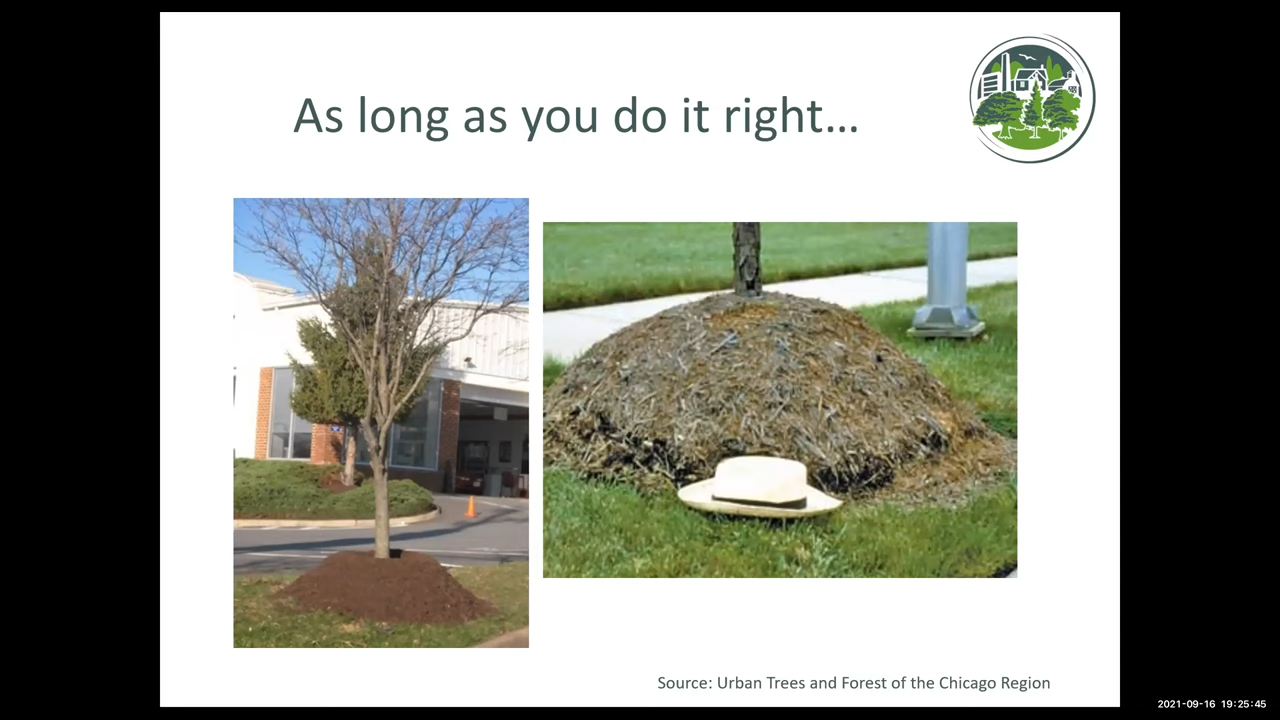 As long as you do it right...
Source: Urban Trees and Forest of the Chicago Region
2021-09-16 19:25:45